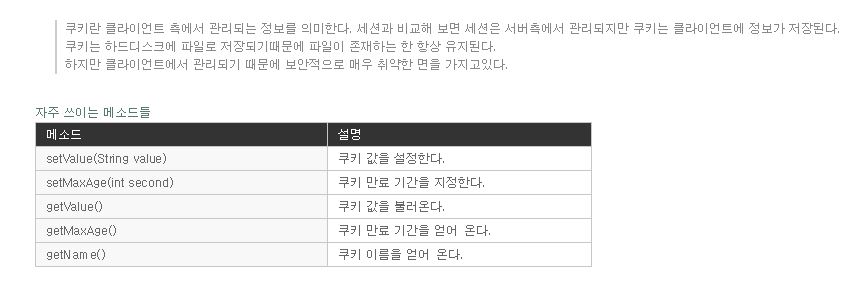 쿠키란 클라이언트 측에서 관리되는 정보를 의미한다. 세션과 비교해 보면 세션은 서버측에서 관리되지만 쿠키는 클라이언트에 정보가 저장된다.
쿠키는 하드디스크에 파일로 저장되기때문에 파일이 존재하는 한 항상 유지된다.
하지만 클라이언트에서 관리되기 때문에 보안적으로 매우 취약한 면을 가지고있다.
자주 쓰이는 메소드들
메소드 설명
setValue(String value) 쿠키 값을 설정한다.
setMaxAge(int second) 쿠키 만료 기간을 지정한다.
getValue() 쿠키 값을 불러온다.
getMaxAge() 쿠키 만료 기간을 얻어 온다.
getName() 쿠키 이름을 얻어 온다.